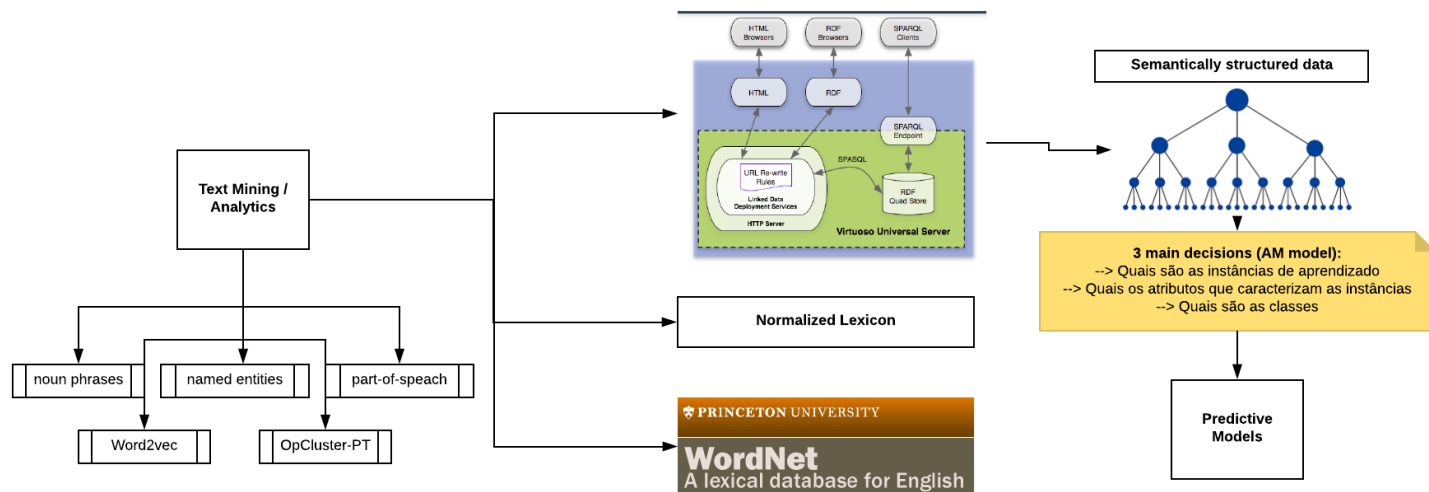 Text Mining /
Analytics
noun phrases
named entities
part-of-speach
Word2vec
OpCluster-PT
HTML
Browsers
RDF
Browsers
SPARQL
Clients
HTML
RDF
SPARQL
Endpoint
SPASQL
URL Re-write
Rules
Linked Data
Deployment Services
HTTP Server
RDF
Quad Store
Virtuoso Universal Server
Normalized Lexicon
PRINCETON UNIVERSITY
WordNet
A lexical database for English
Semantically structured data
3 main decisions (AM model):
--> Quais são as instâncias de aprendizado
--> Quais os atributos que caracterizam as instâncias
--> Quais são as classes
Predictive
Models